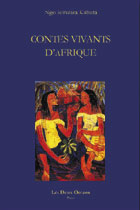 CONTES VIVANTS
D'AFRIQUE
Les Deux Océans
Paris